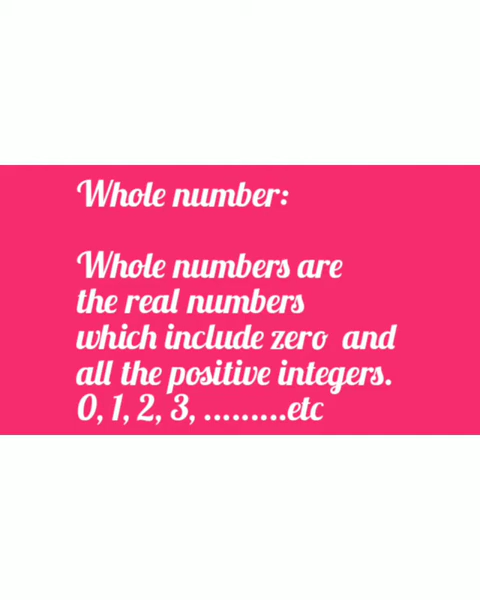 Whole number:
Whole numbers are
the real numbers
which include zero and
all the positive integers.
0, 1, 2, 3, .........etc